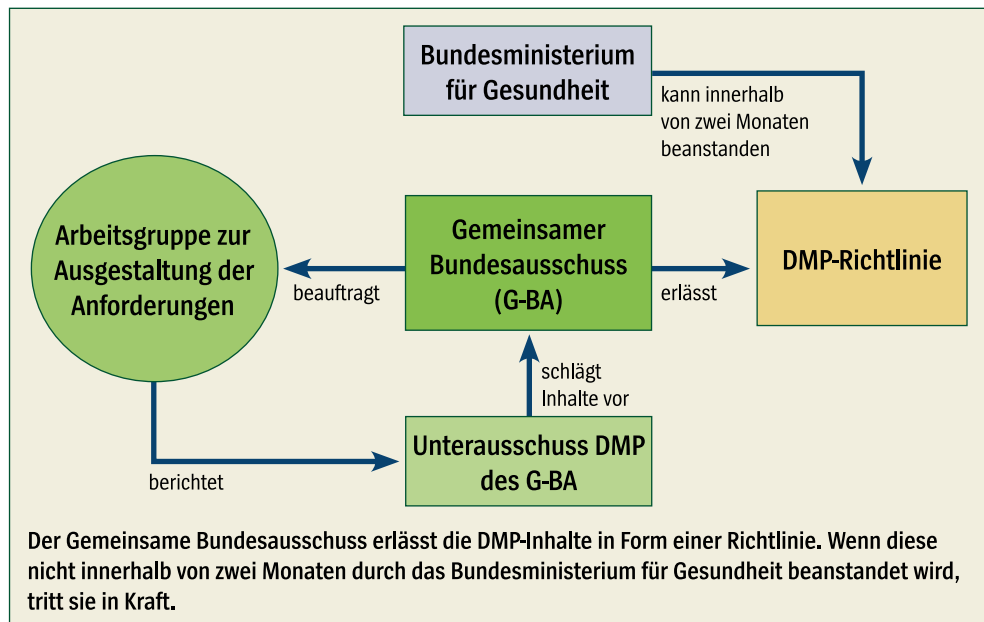 Bundesministerium
für Gesundheit
kann innerhalb
von zwei Monaten
beanstanden
Arbeitsgruppe zur
Ausgestaltung der
Anforderungen
beauftragt
Gemeinsamer
Bundesausschuss
(G-BA)
erlässt
DMP-Richtlinie
schlägt
Inhalte vor
berichtet
Unterausschuss DMP
des G-BA
Der Gemeinsame Bundesausschuss erlässt die DMP-Inhalte in Form einer Richtlinie. Wenn diese
nicht innerhalb von zwei Monaten durch das Bundesministerium für Gesundheit beanstandet wird,
tritt sie in Kraft.